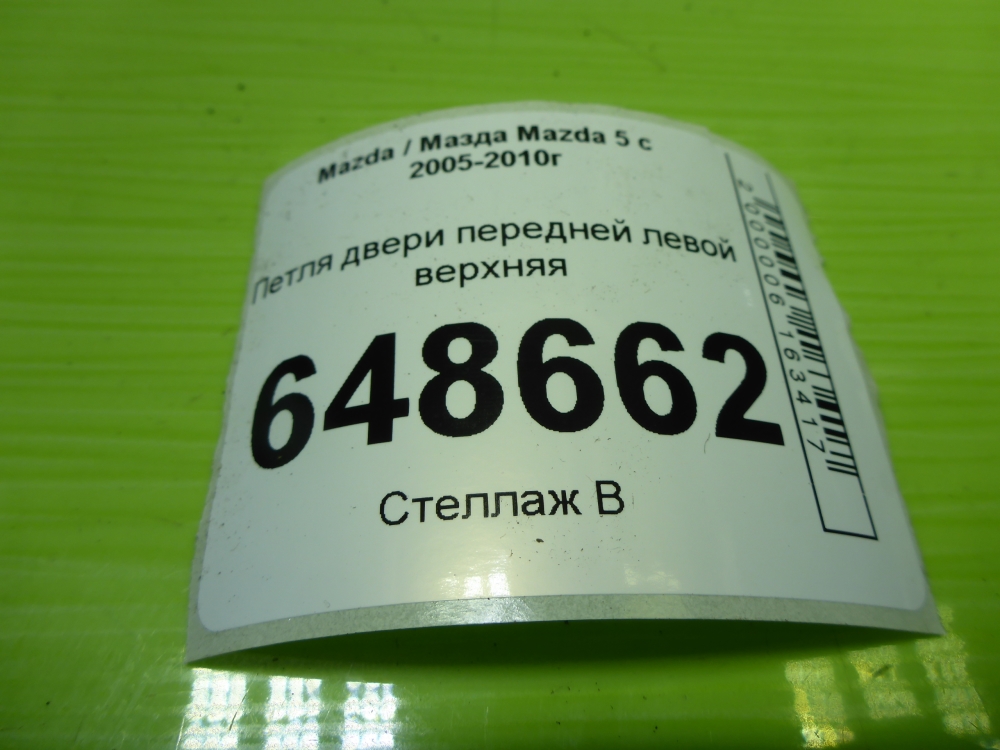 Mazda / Мазда Mazda 5 с
2005-2010г
Петля двери передней левой
верхняя
648662
Стеллаж В
2000006163417